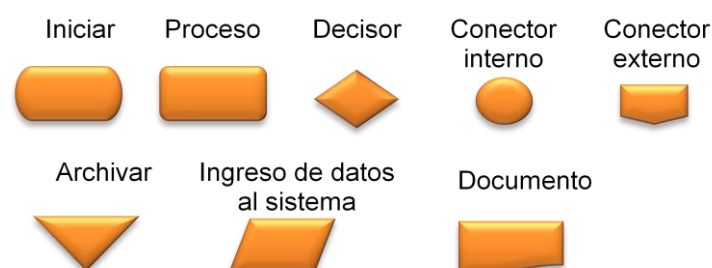 Iniciar
Proceso
Decisor
Conector
interno
Conector
externo
Archivar
Ingreso de datos
al sistema
Documento